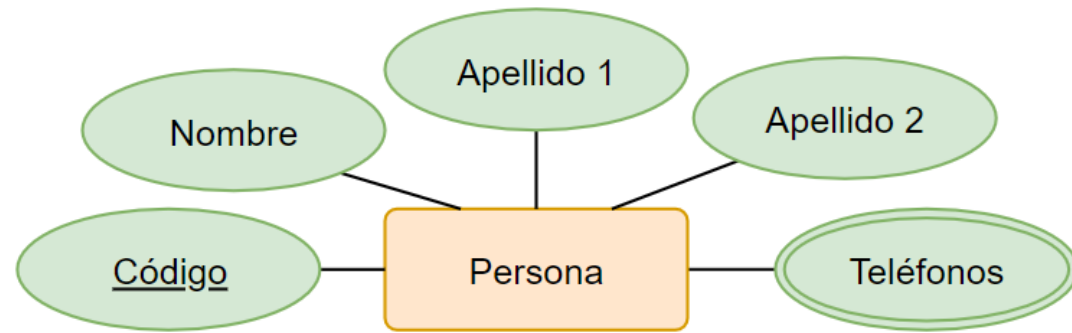 Apellido 1
Nombre
Apellido 2
Código
Persona
Teléfonos